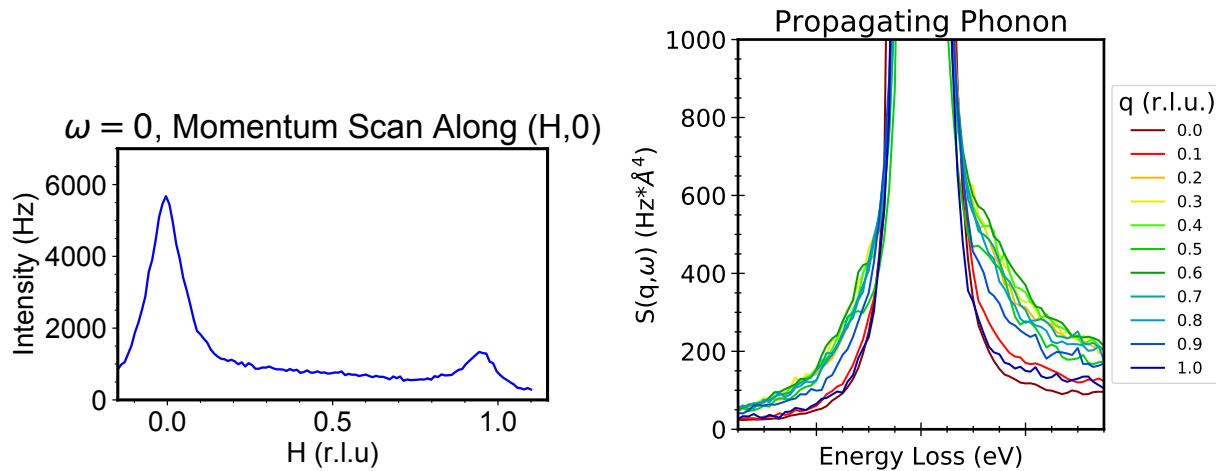 ω = 0, Momentum Scan Along (H,0)
Intensity (Hz)
6000
4000
2000
0
0.0 0.5 1.0
H (r.l.u)
Propagating Phonon
S(q,ω) (Hz*Å⁴)
1000
800
600
400
200
0
Energy Loss (eV)
q (r.l.u.)
0.0
0.1
0.2
0.3
0.4
0.5
0.6
0.7
0.8
0.9
1.0